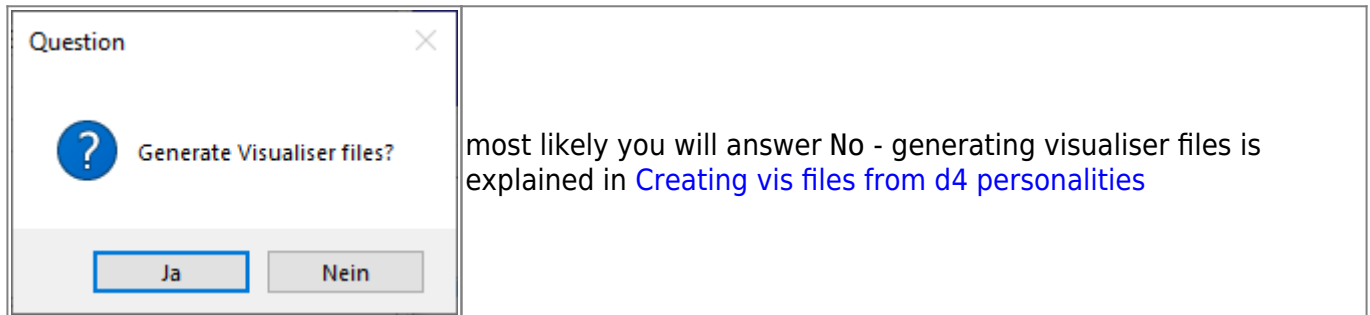 Question
Generate Visualiser files?
Ja
Nein
most likely you will answer No - generating visualiser files is
explained in Creating vis files from d4 personalities